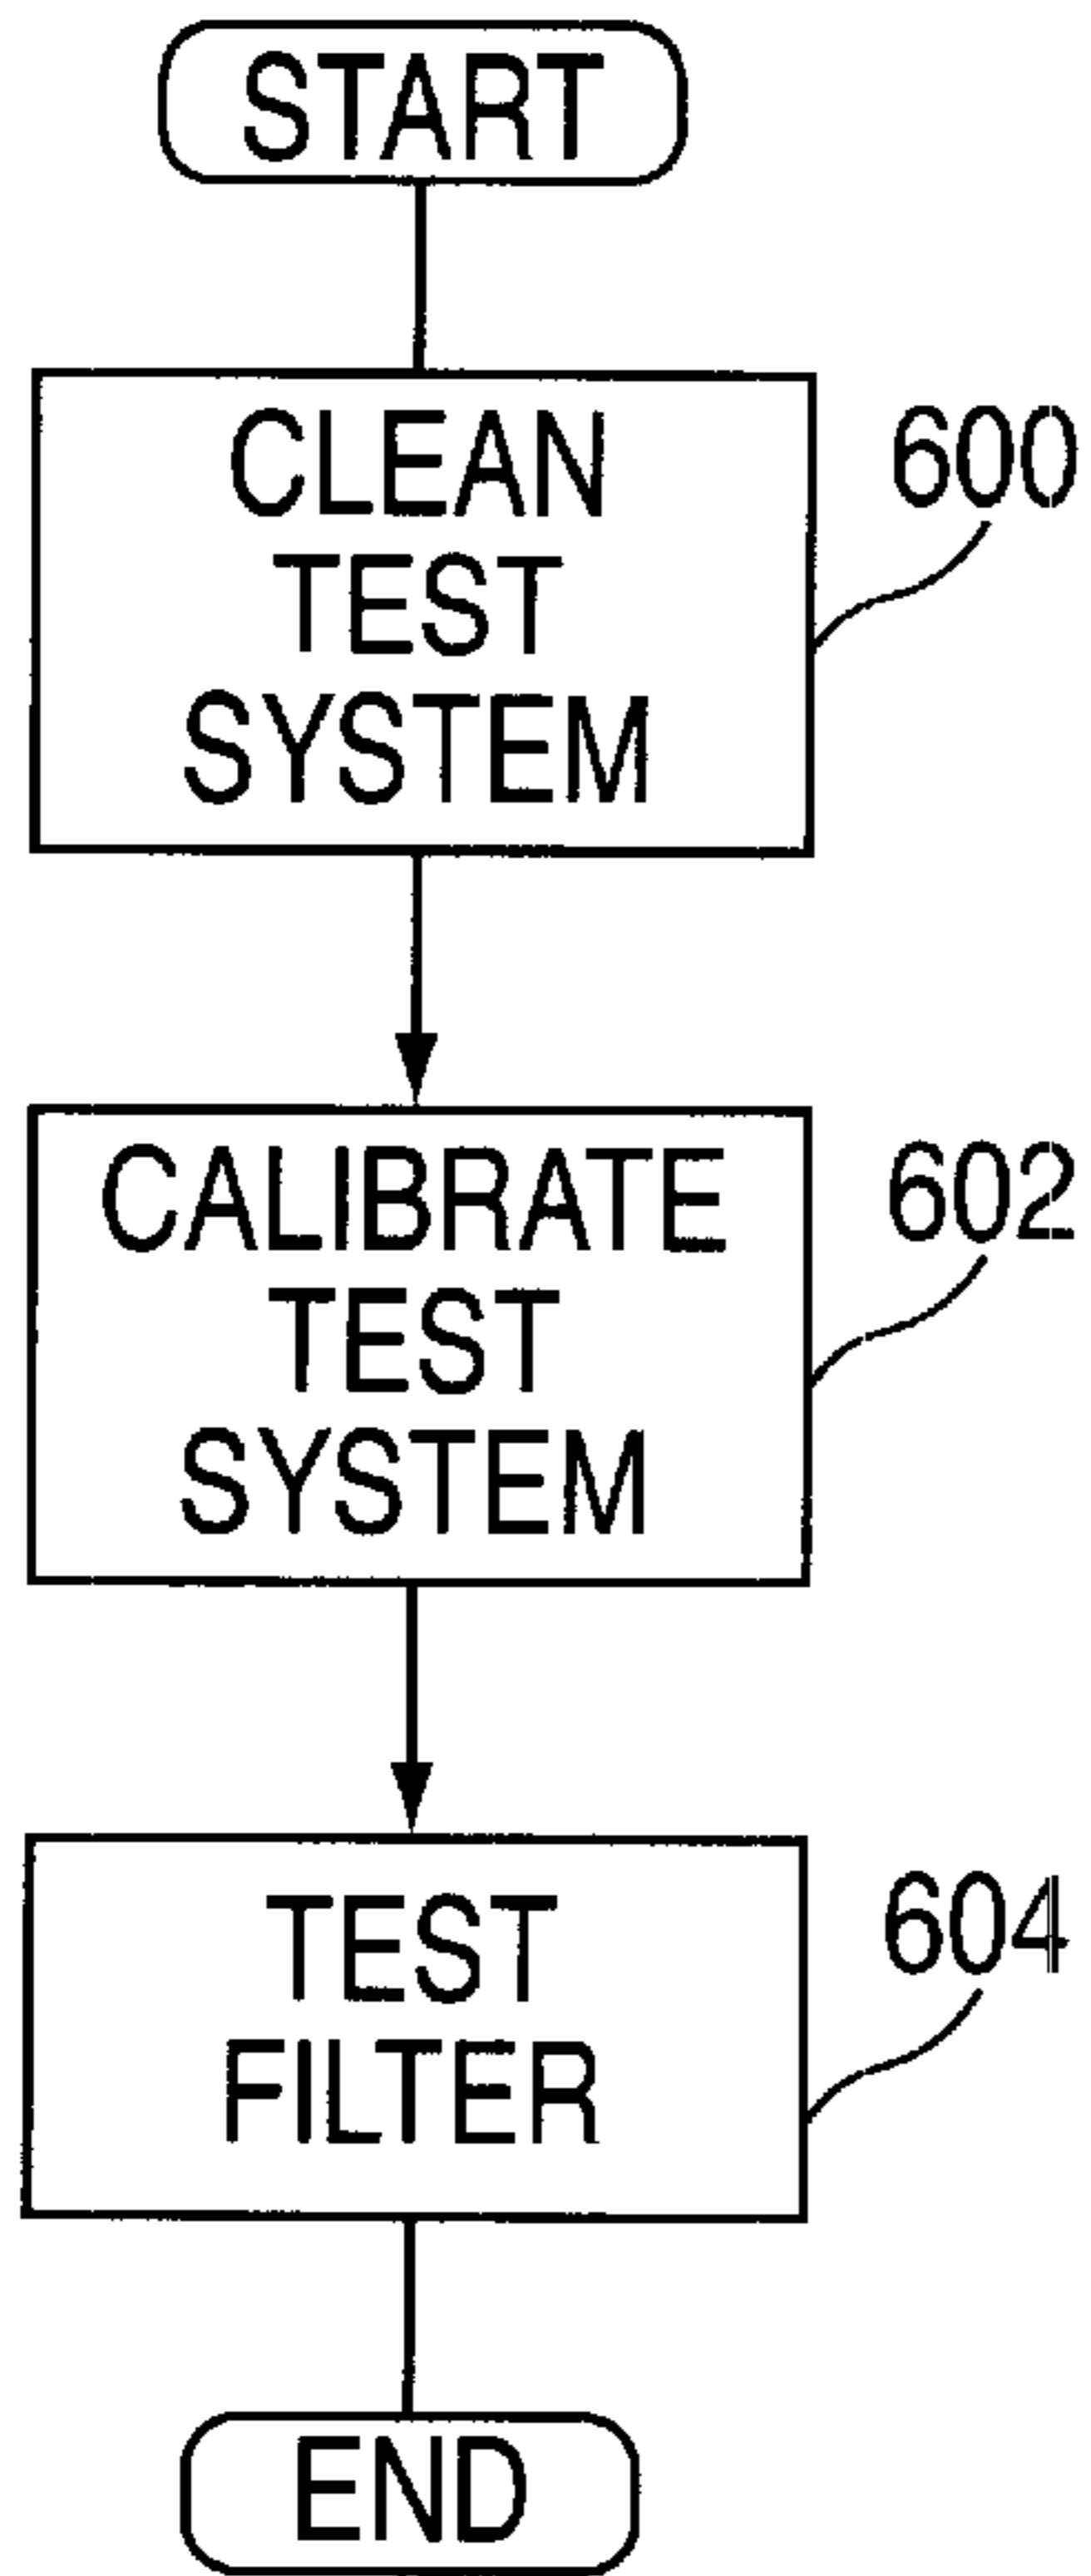 START
CLEAN
TEST
SYSTEM
600
CALIBRATE
TEST
SYSTEM
602
TEST
FILTER
604
END